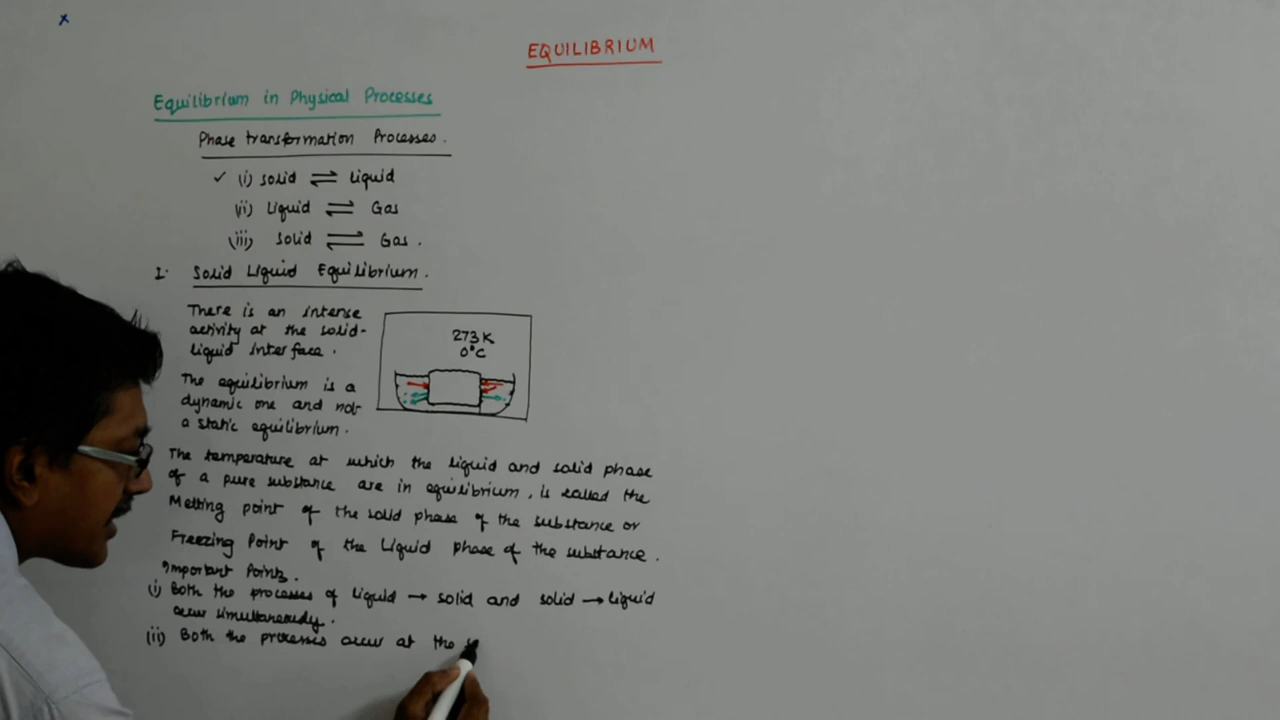 x
EQUILIBRIUM
Equilibrium in Physical Processes
Phase transformation Processes.
✓ (i) solid ⇌ liquid
(ii) Liquid ⇌ Gas
(iii) Solid ⇌ Gas.
I. Solid Liquid Equilibrium.
There is an intense
activity at the solid-
liquid interface.
273 K
0°C
The equilibrium is a
dynamic one and not
a static equilibrium.
The temperature at which the liquid and solid phase
of a pure substance are in equilibrium, is called the
Melting point of the solid phase of the substance or
Freezing Point of the Liquid phase of the substance.
Important Points.
(i) Both the processes of liquid → solid and solid → liquid
occur simultaneously.
(ii) Both the processes occur at the